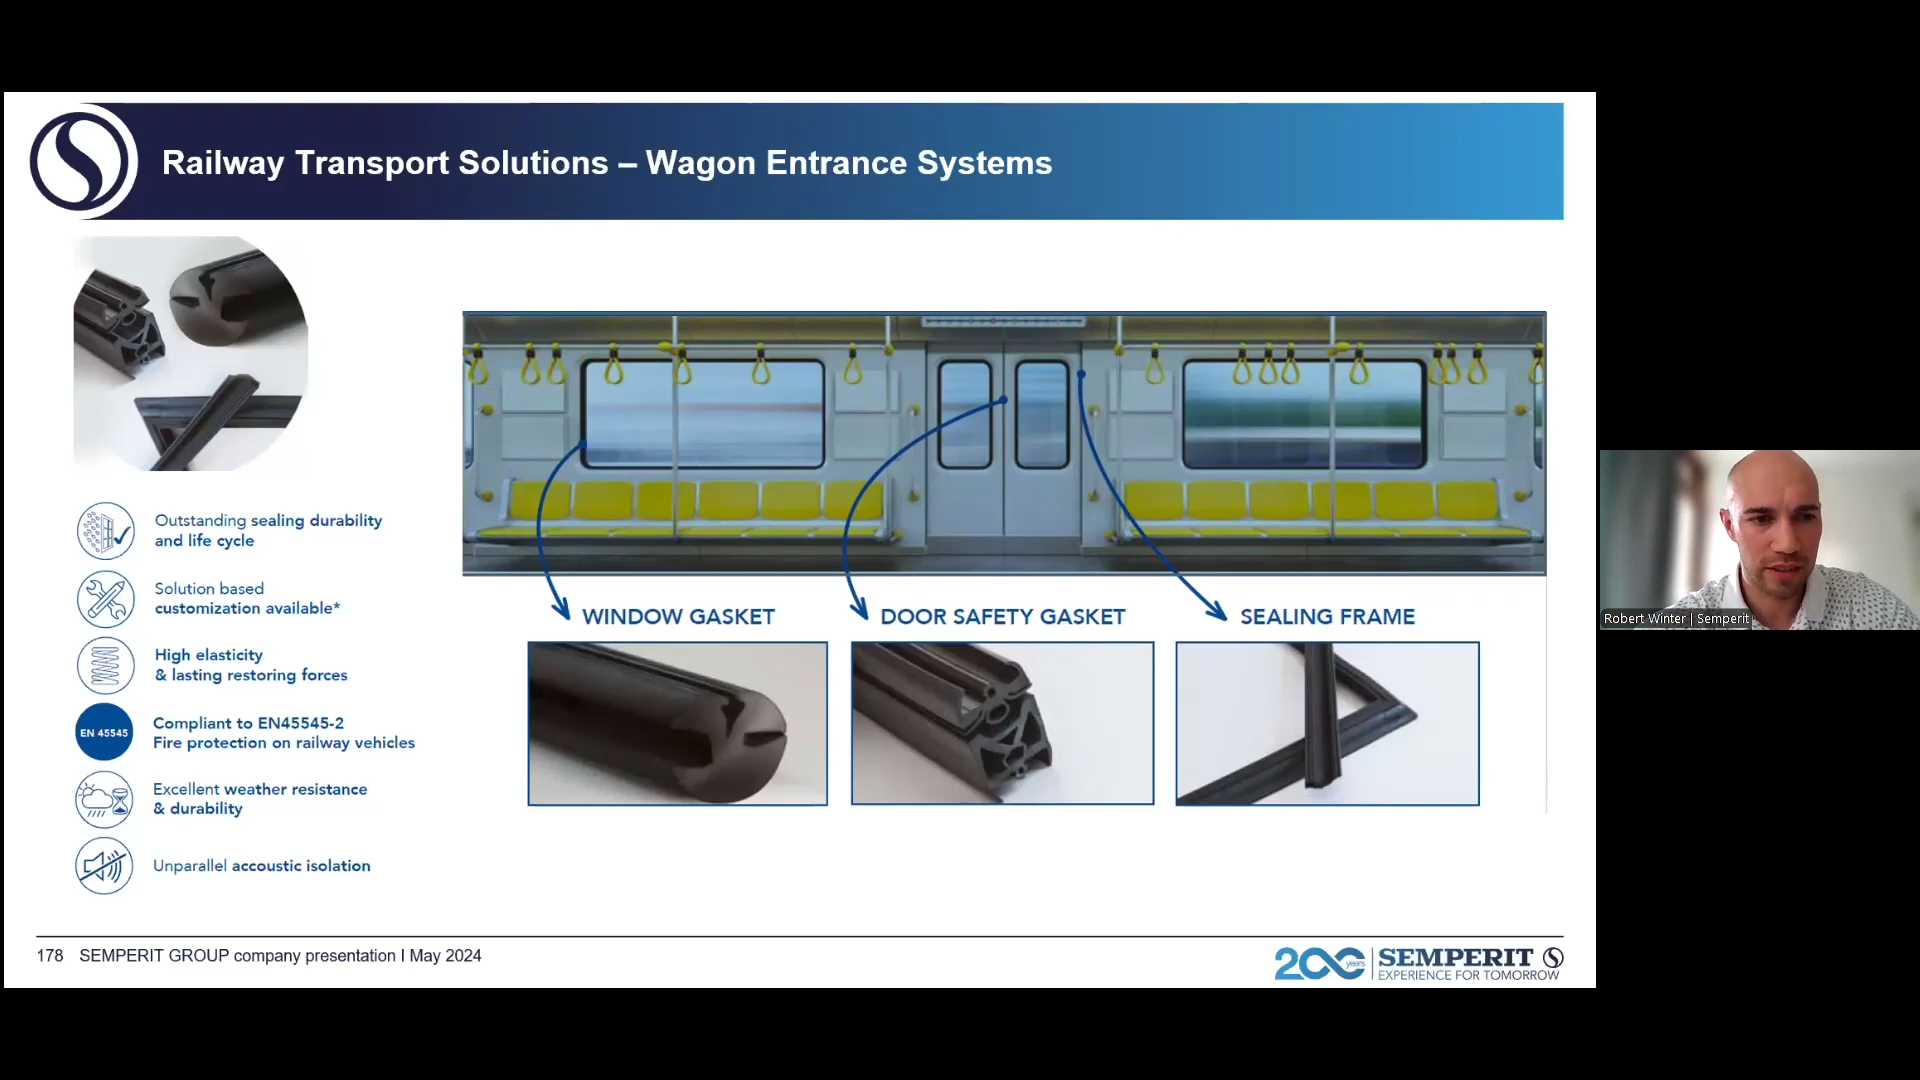 Railway Transport Solutions – Wagon Entrance Systems
Outstanding sealing durability
and life cycle
Solution based
customization available*
High elasticity
& lasting restoring forces
EN 45545
Compliant to EN45545-2
Fire protection on railway vehicles
Excellent weather resistance
& durability
Unparallel accoustic isolation
WINDOW GASKET
DOOR SAFETY GASKET
SEALING FRAME
Robert Winter | Semperit
178 SEMPERIT GROUP company presentation I May 2024
200 years
SEMPERIT
EXPERIENCE FOR TOMORROW